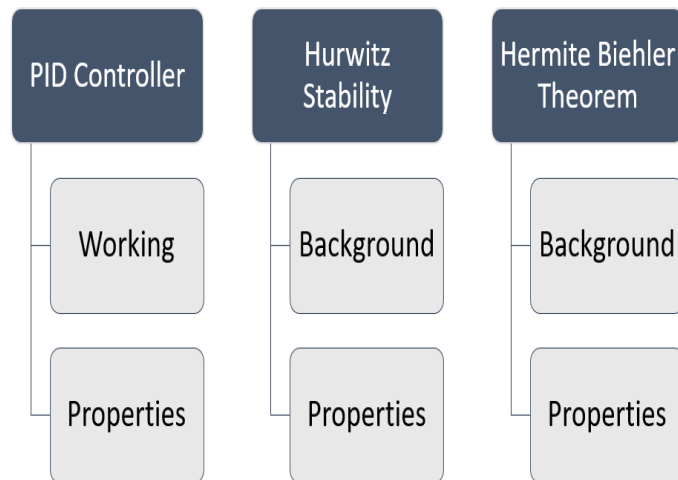 PID Controller
Working
Properties
Hurwitz
Stability
Background
Properties
Hermite Biehler
Theorem
Background
Properties